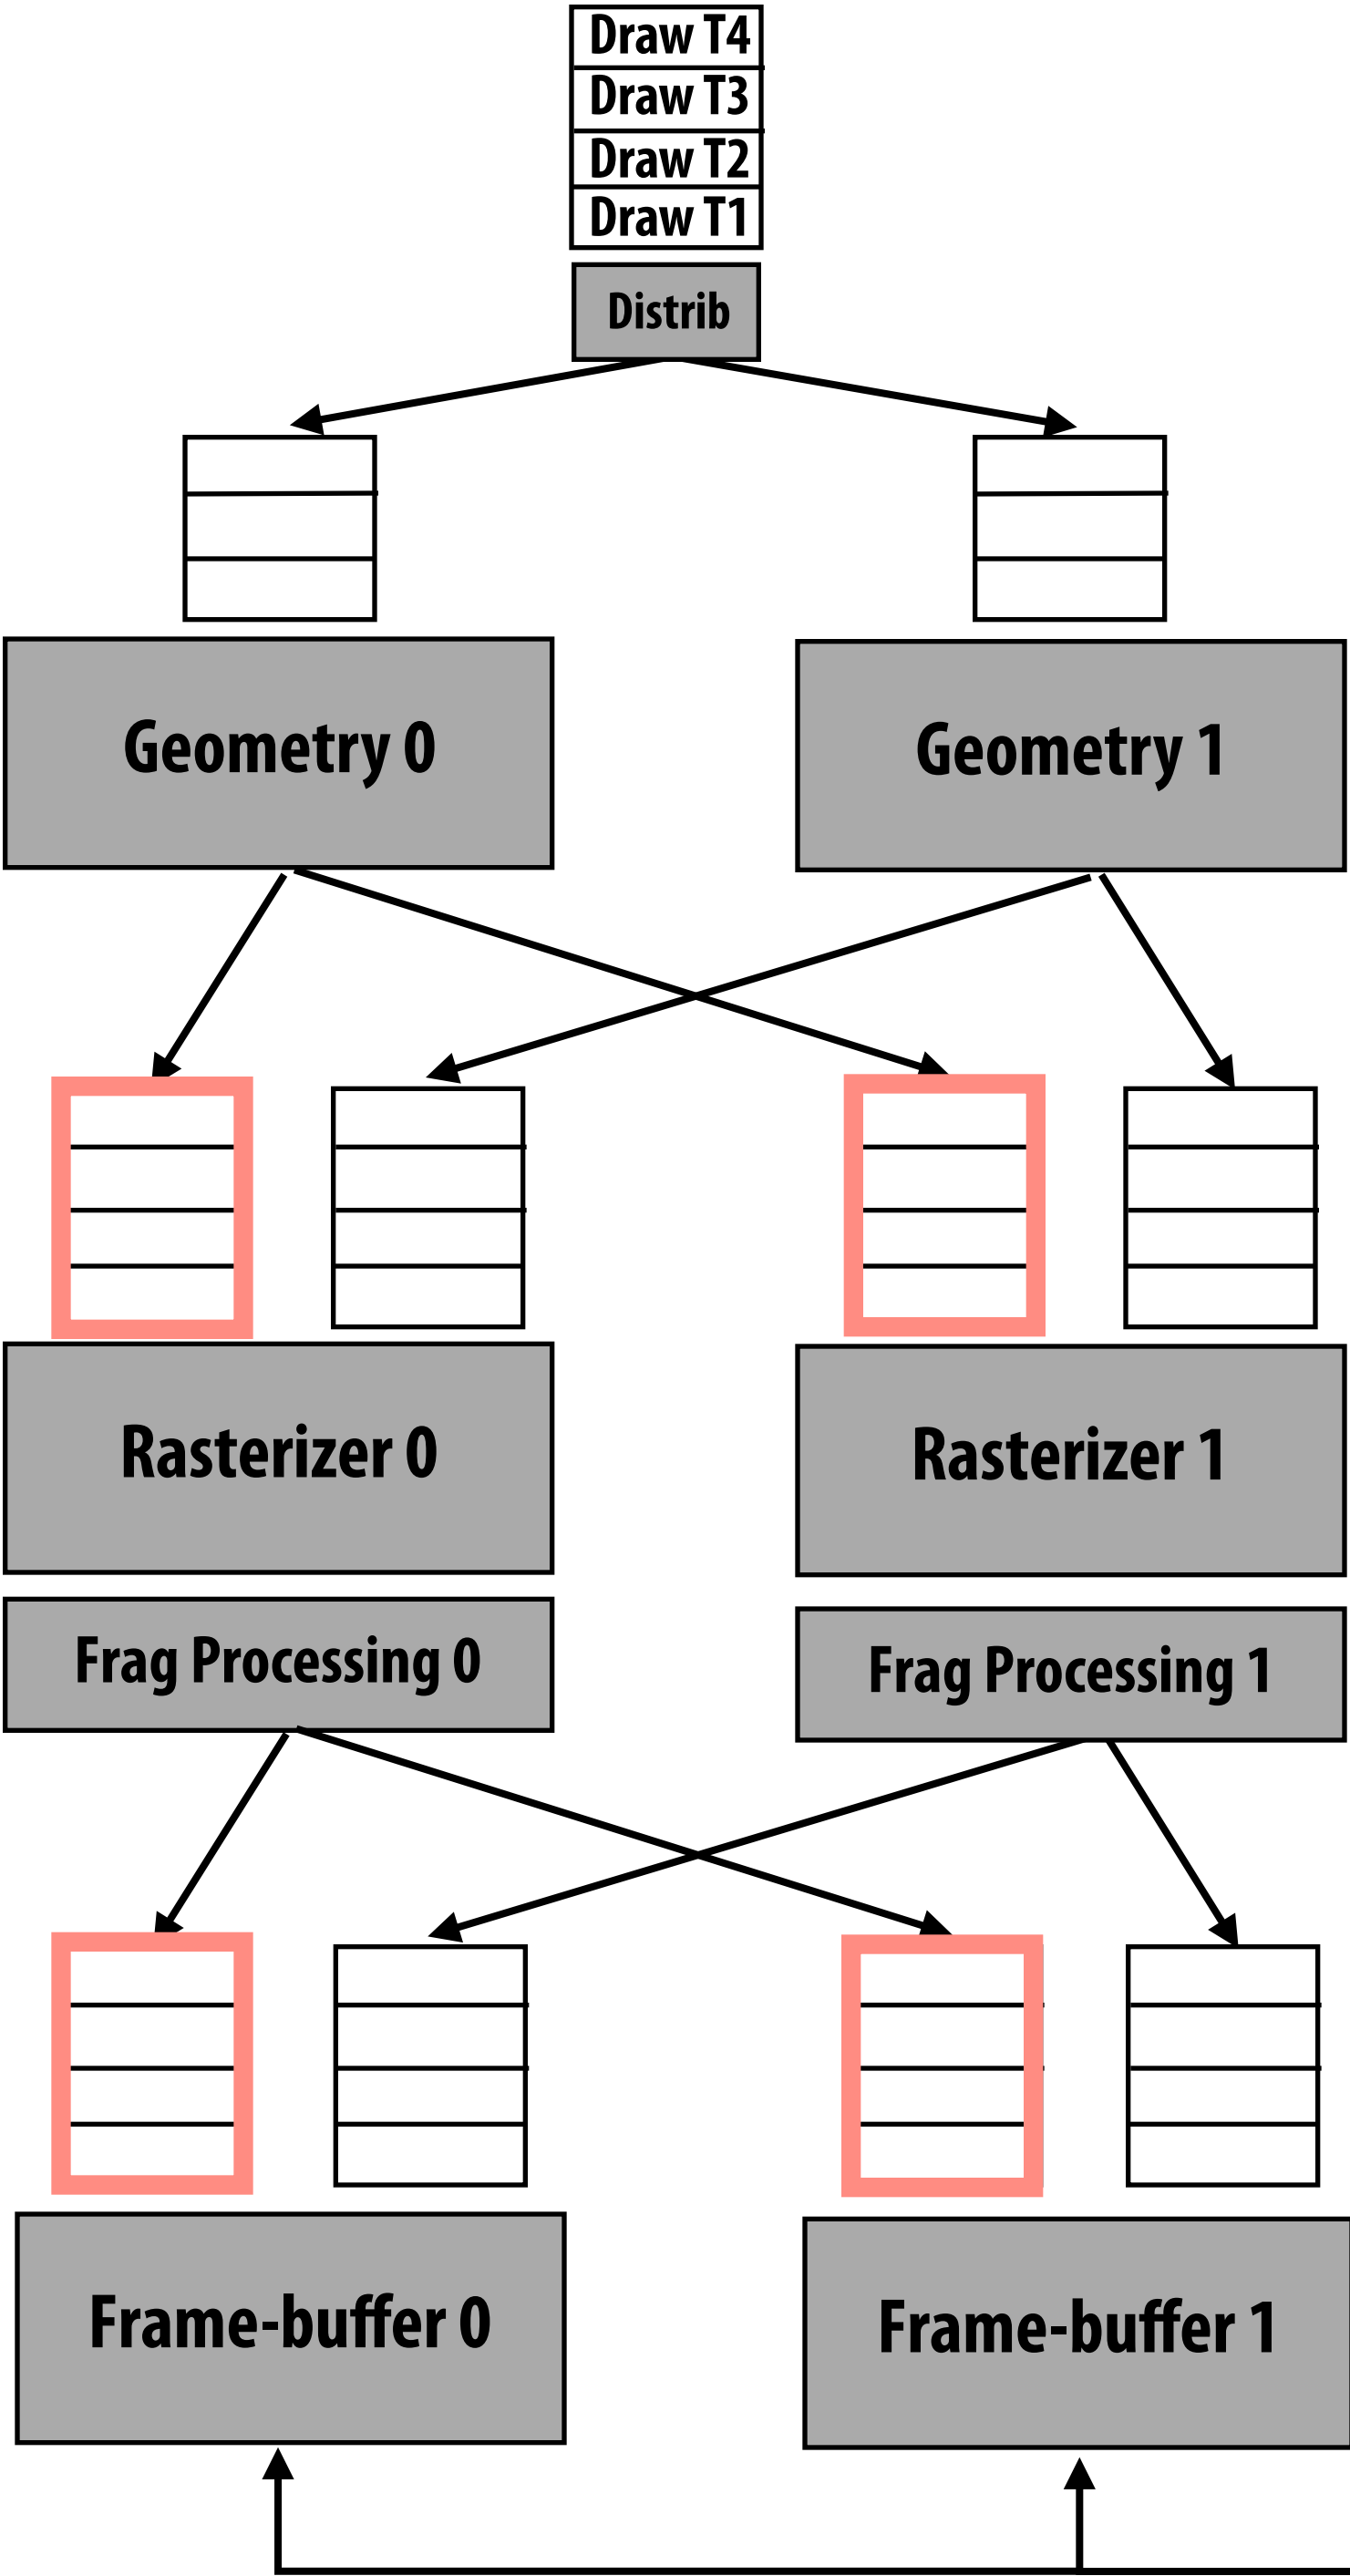 Draw T4
Draw T3
Draw T2
Draw T1
Distrib
Geometry 0
Geometry 1
Rasterizer 0
Rasterizer 1
Frag Processing 0
Frag Processing 1
Frame-buffer 0
Frame-buffer 1